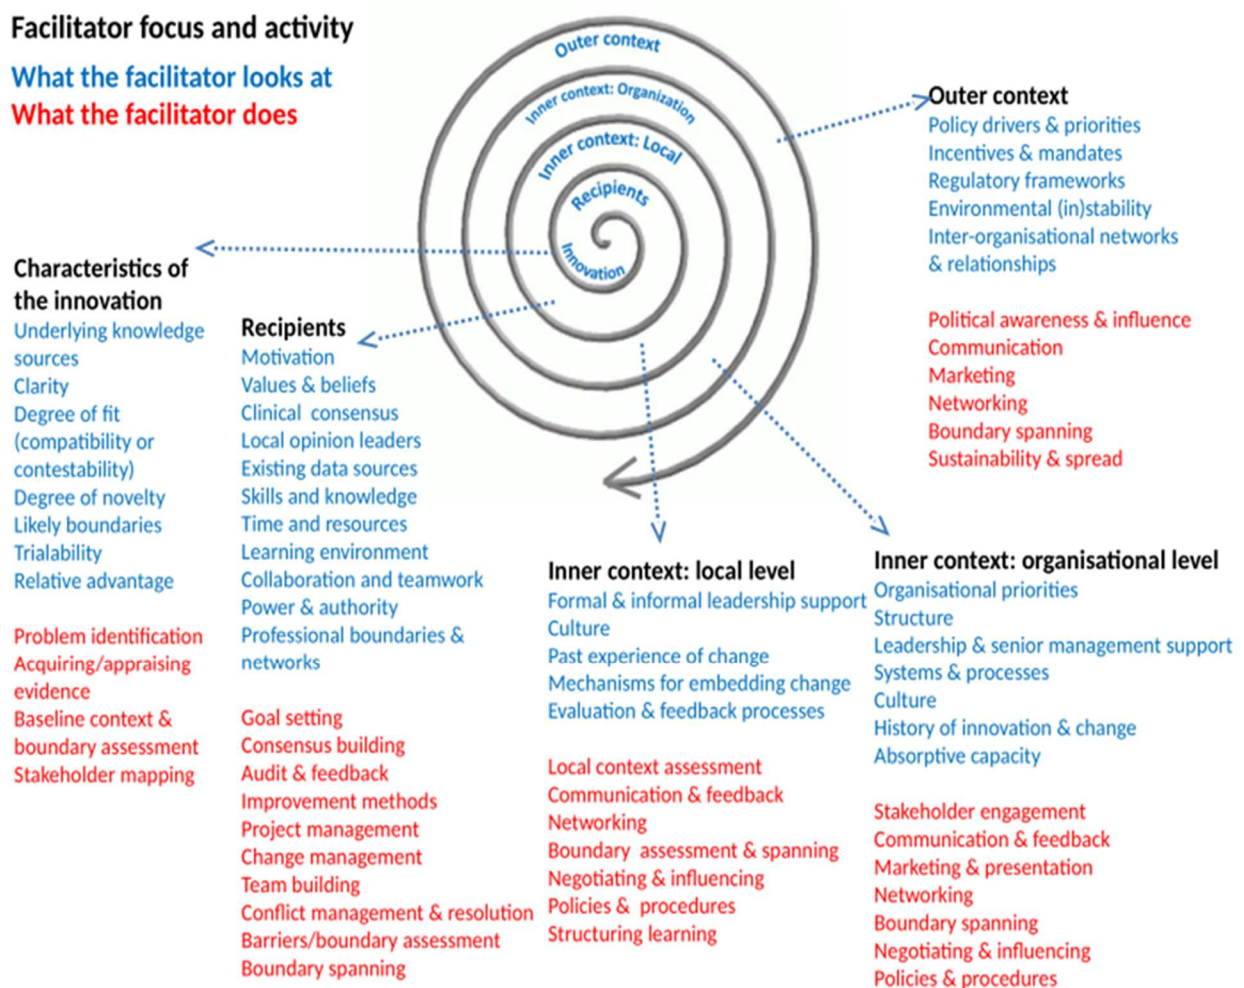 Facilitator focus and activity
What the facilitator looks at
What the facilitator does
Outer context
Inner context: Organization
Inner context: Local
Recipients
Innovation
Outer context
Policy drivers & priorities
Incentives & mandates
Regulatory frameworks
Environmental (in)stability
Inter-organisational networks
& relationships
Political awareness & influence
Communication
Marketing
Networking
Boundary spanning
Sustainability & spread
Characteristics of
the innovation
Underlying knowledge
sources
Clarity
Degree of fit
(compatibility or
contestability)
Degree of novelty
Likely boundaries
Trialability
Relative advantage
Problem identification
Acquiring/appraising
evidence
Baseline context &
boundary assessment
Stakeholder mapping
Recipients
Motivation
Values & beliefs
Clinical consensus
Local opinion leaders
Existing data sources
Skills and knowledge
Time and resources
Learning environment
Collaboration and teamwork
Power & authority
Professional boundaries &
networks
Goal setting
Consensus building
Audit & feedback
Improvement methods
Project management
Change management
Team building
Conflict management & resolution
Barriers/boundary assessment
Boundary spanning
Inner context: local level
Formal & informal leadership support
Culture
Past experience of change
Mechanisms for embedding change
Evaluation & feedback processes
Local context assessment
Communication & feedback
Networking
Boundary assessment & spanning
Negotiating & influencing
Policies & procedures
Structuring learning
Inner context: organisational level
Organisational priorities
Structure
Leadership & senior management support
Systems & processes
Culture
History of innovation & change
Absorptive capacity
Stakeholder engagement
Communication & feedback
Marketing & presentation
Networking
Boundary spanning
Negotiating & influencing
Policies & procedures